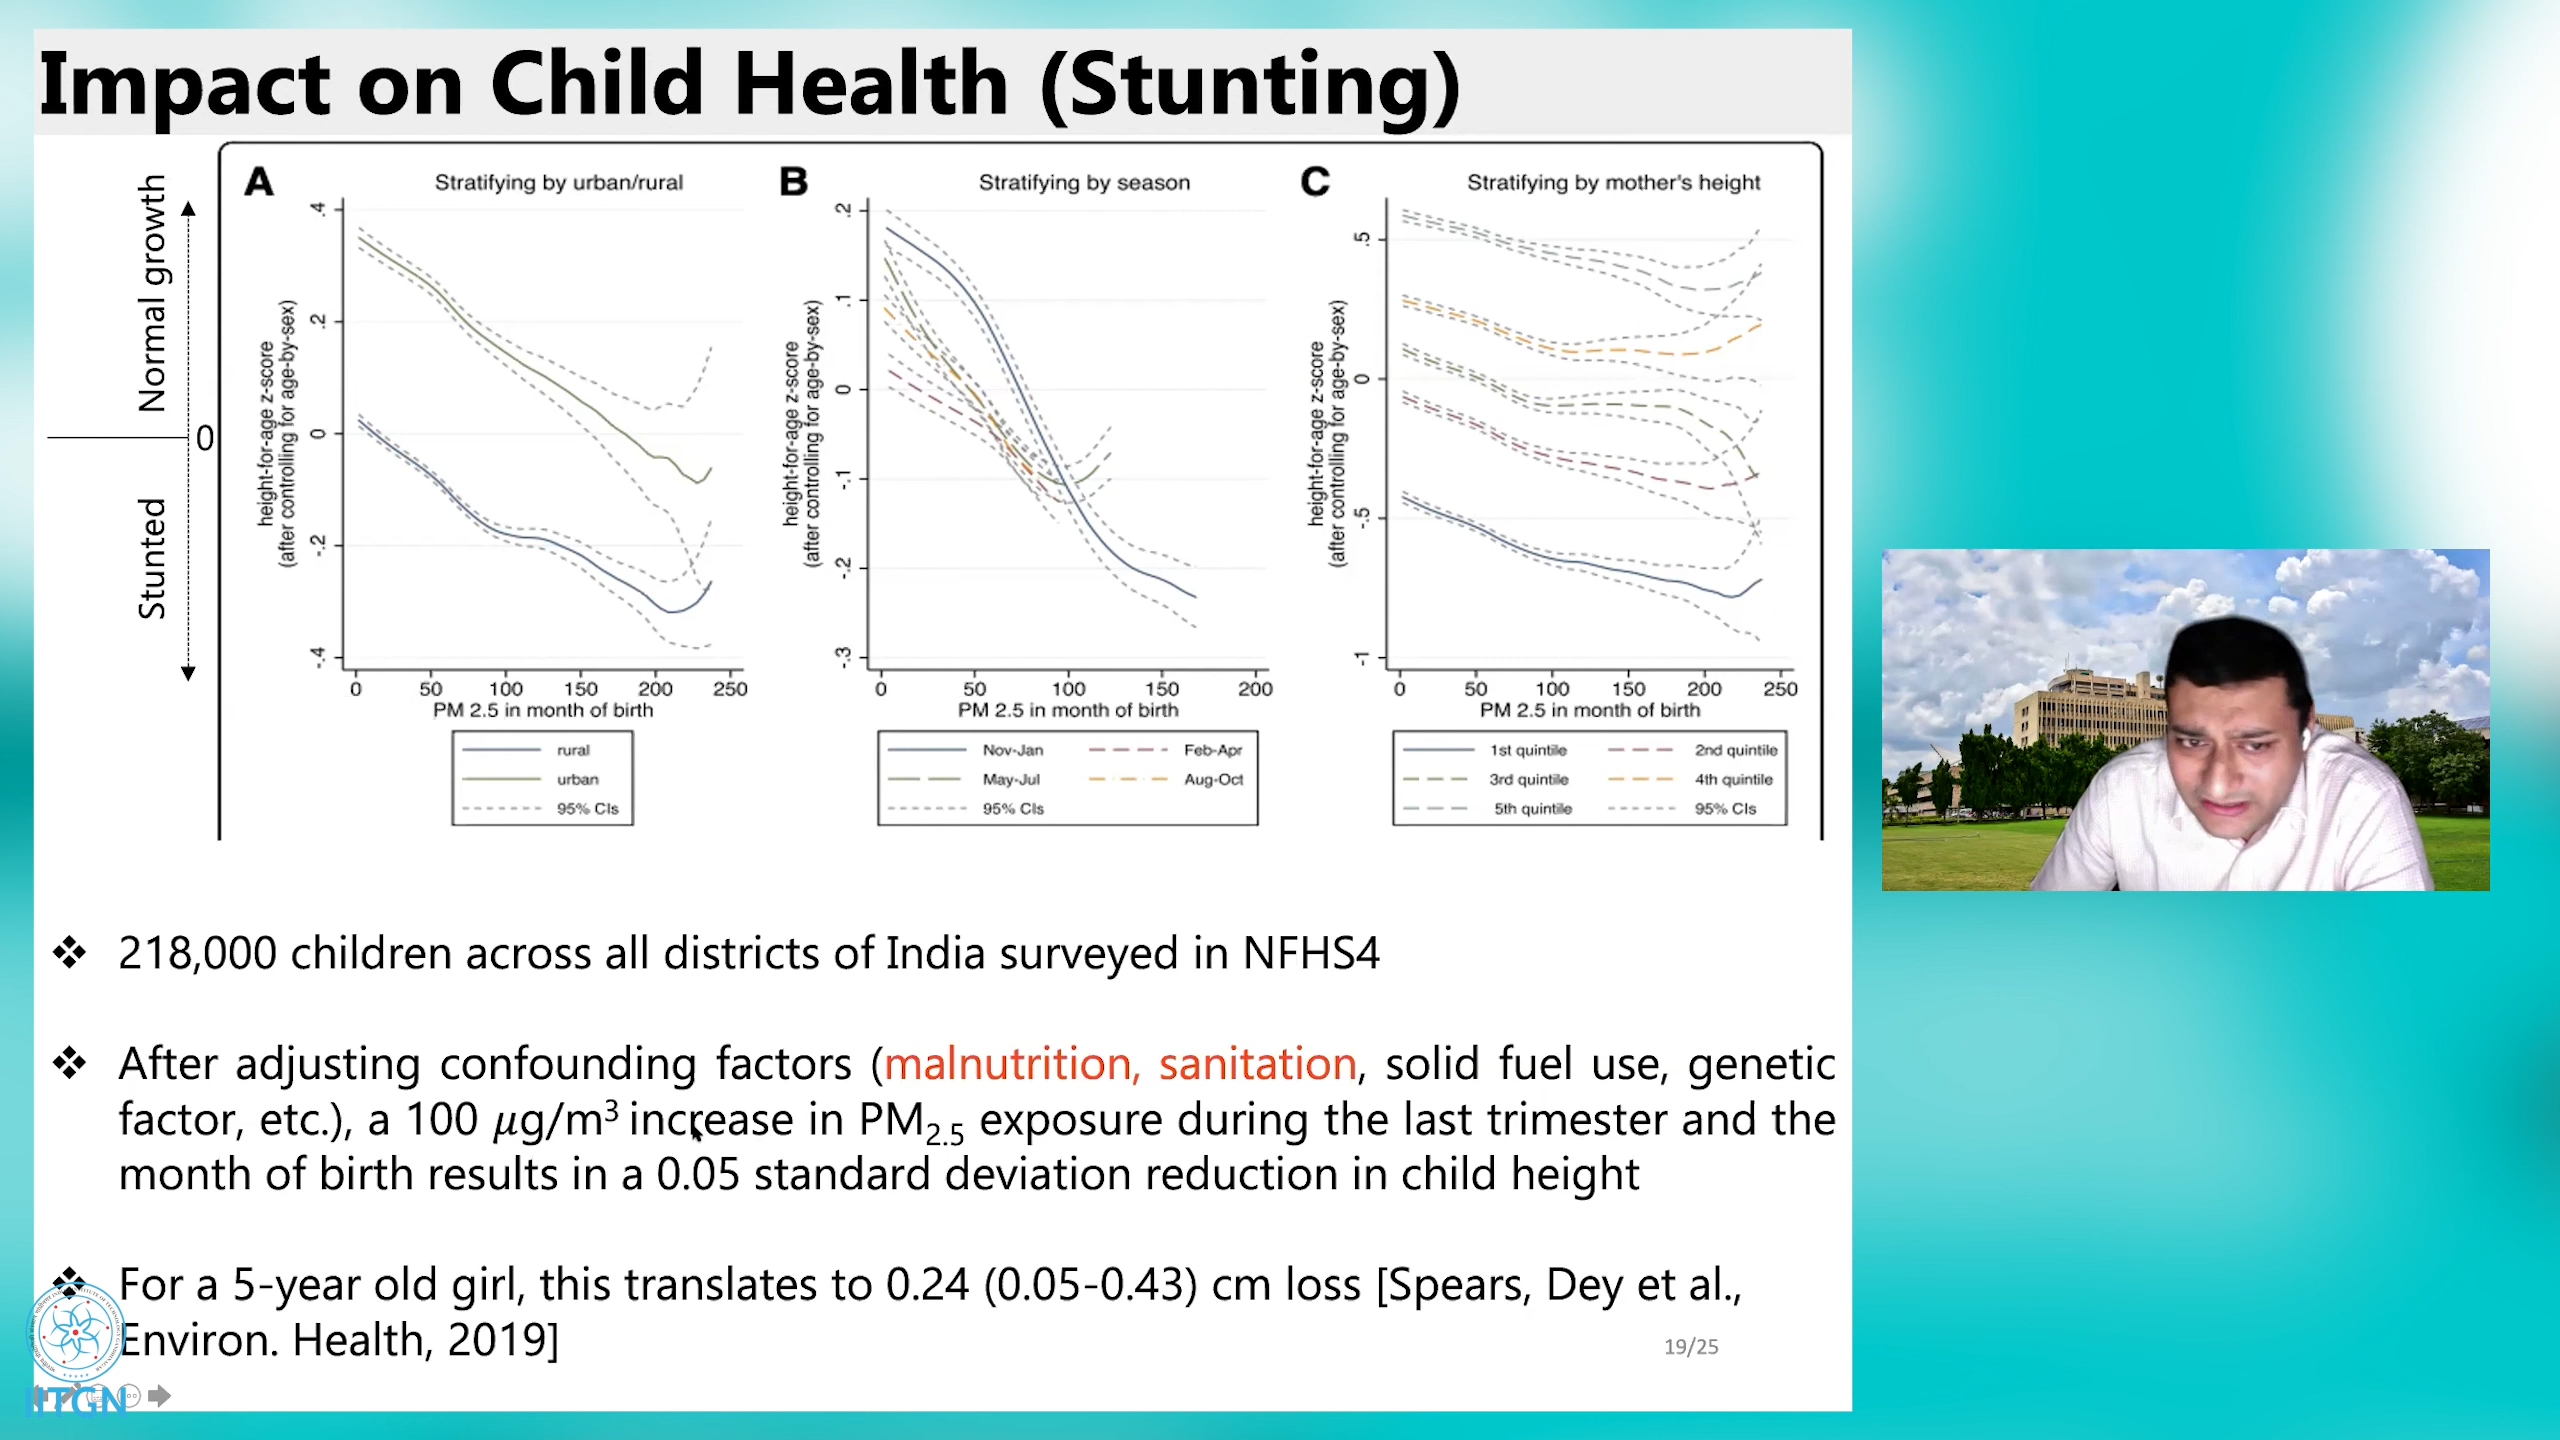 Impact on Child Health (Stunting)
Normal growth
0
Stunted
A
Stratifying by urban/rural
height-for-age z-score
(after controlling for age-by-sex)
.4
.2
0
-.2
-.4
0 50 100 150 200 250
PM 2.5 in month of birth
rural
urban
95% CIs
B
Stratifying by season
height-for-age z-score
(after controlling for age-by-sex)
.2
.1
0
-.1
-.2
-.3
0 50 100 150 200
PM 2.5 in month of birth
Nov-Jan Feb-Apr
May-Jul Aug-Oct
95% CIs
C
Stratifying by mother's height
height-for-age z-score
(after controlling for age-by-sex)
.5
0
-.5
-1
0 50 100 150 200 250
PM 2.5 in month of birth
1st quintile 2nd quintile
3rd quintile 4th quintile
5th quintile 95% CIs
❖ 218,000 children across all districts of India surveyed in NFHS4
❖ After adjusting confounding factors (malnutrition, sanitation, solid fuel use, genetic
factor, etc.), a 100 μg/m³ increase in PM₂.₅ exposure during the last trimester and the
month of birth results in a 0.05 standard deviation reduction in child height
❖ For a 5-year old girl, this translates to 0.24 (0.05-0.43) cm loss [Spears, Dey et al.,
Environ. Health, 2019]
19/25
IITGN